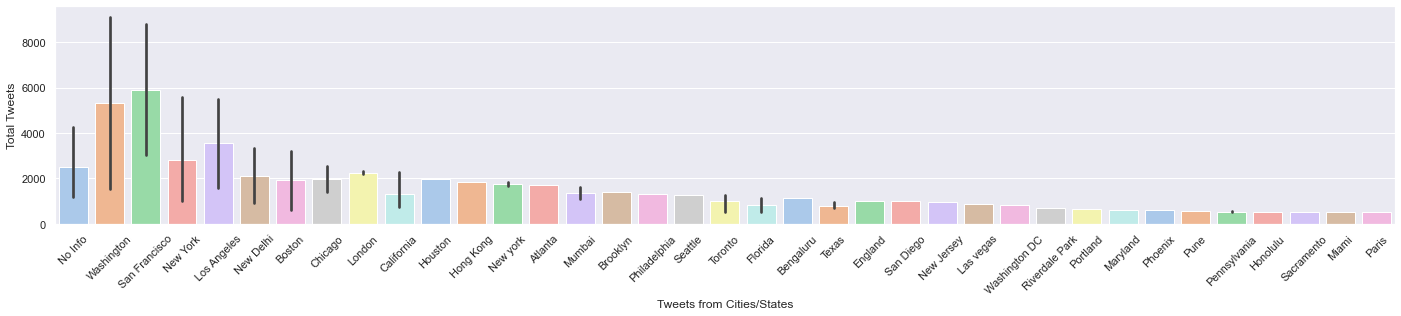 Total Tweets
8000
6000
4000
2000
0
No Info
Washington
San Francisco
New York
Los Angeles
New Delhi
Boston
Chicago
London
California
Houston
Hong Kong
New york
Atlanta
Mumbai
Brooklyn
Philadelphia
Seattle
Toronto
Florida
Bengaluru
Texas
England
San Diego
New Jersey
Las vegas
Washington DC
Riverdale Park
Portland
Maryland
Phoenix
Pune
Pennsylvania
Honolulu
Sacramento
Miami
Paris
Tweets from Cities/States